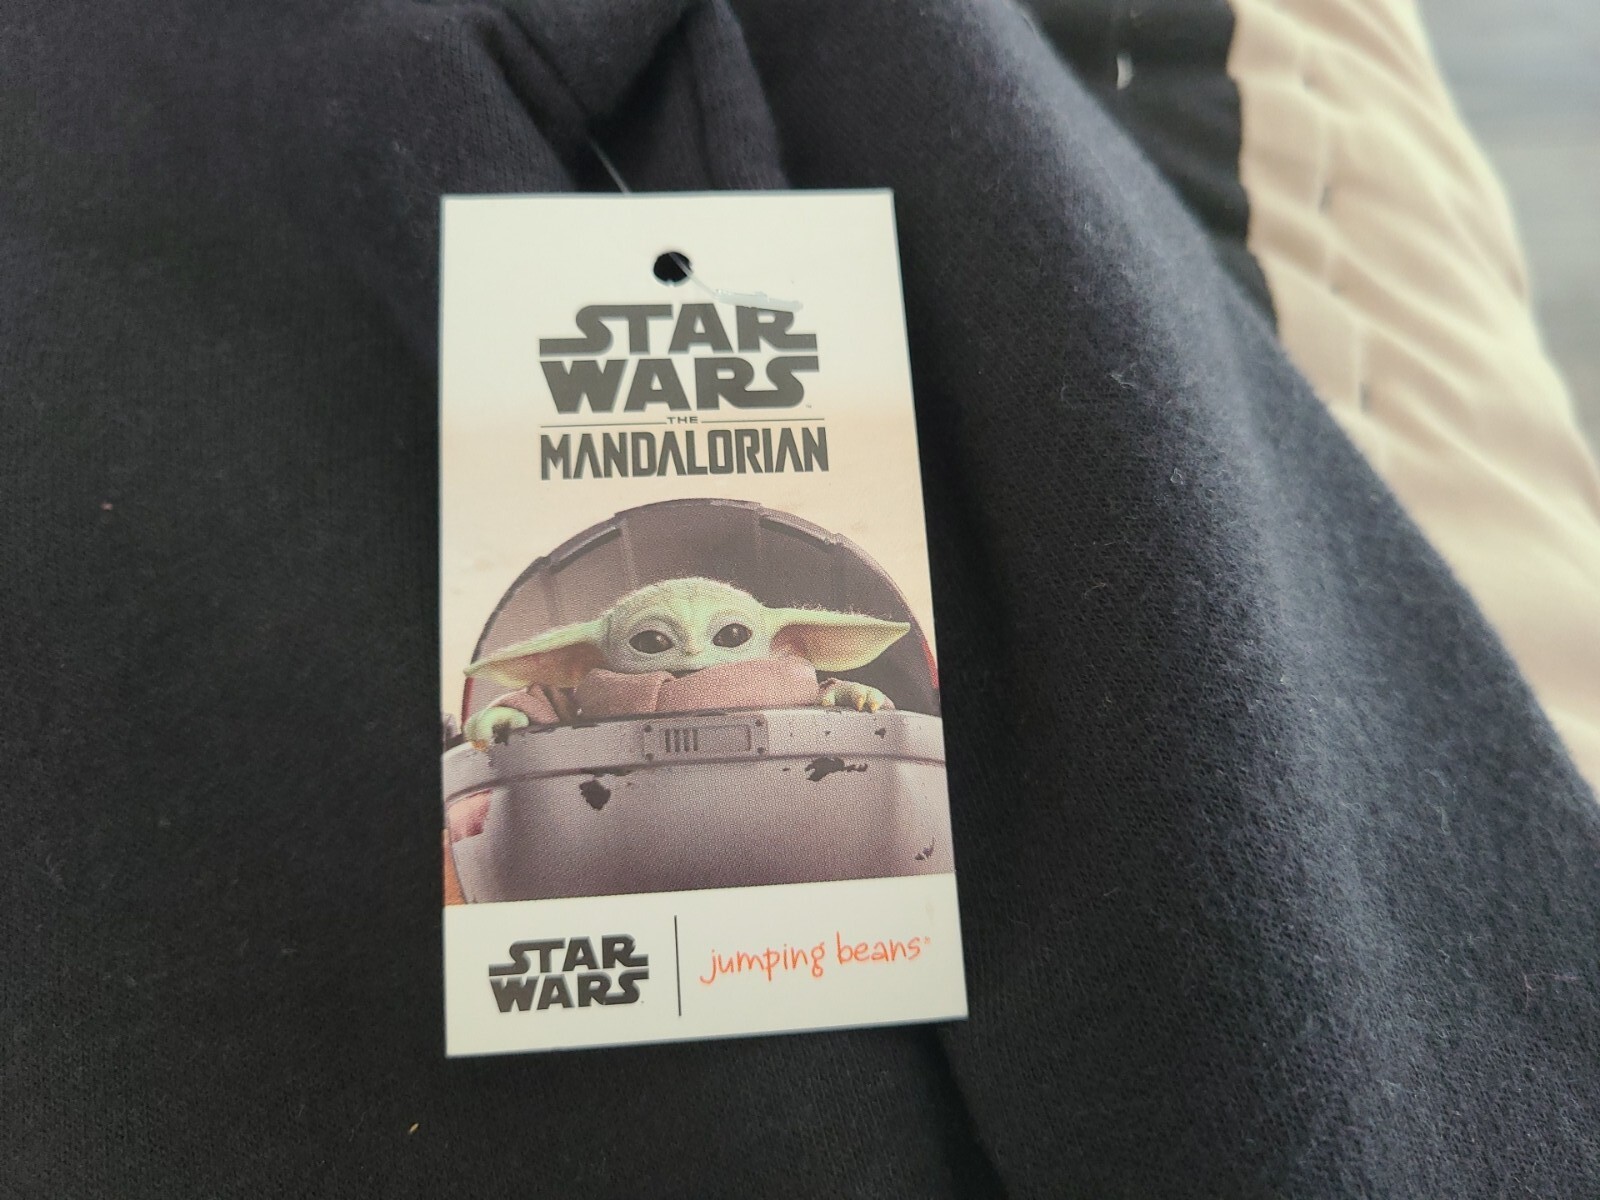 STAR
WARS
THE
MANDALORIAN
STAR
WARS
jumping beans